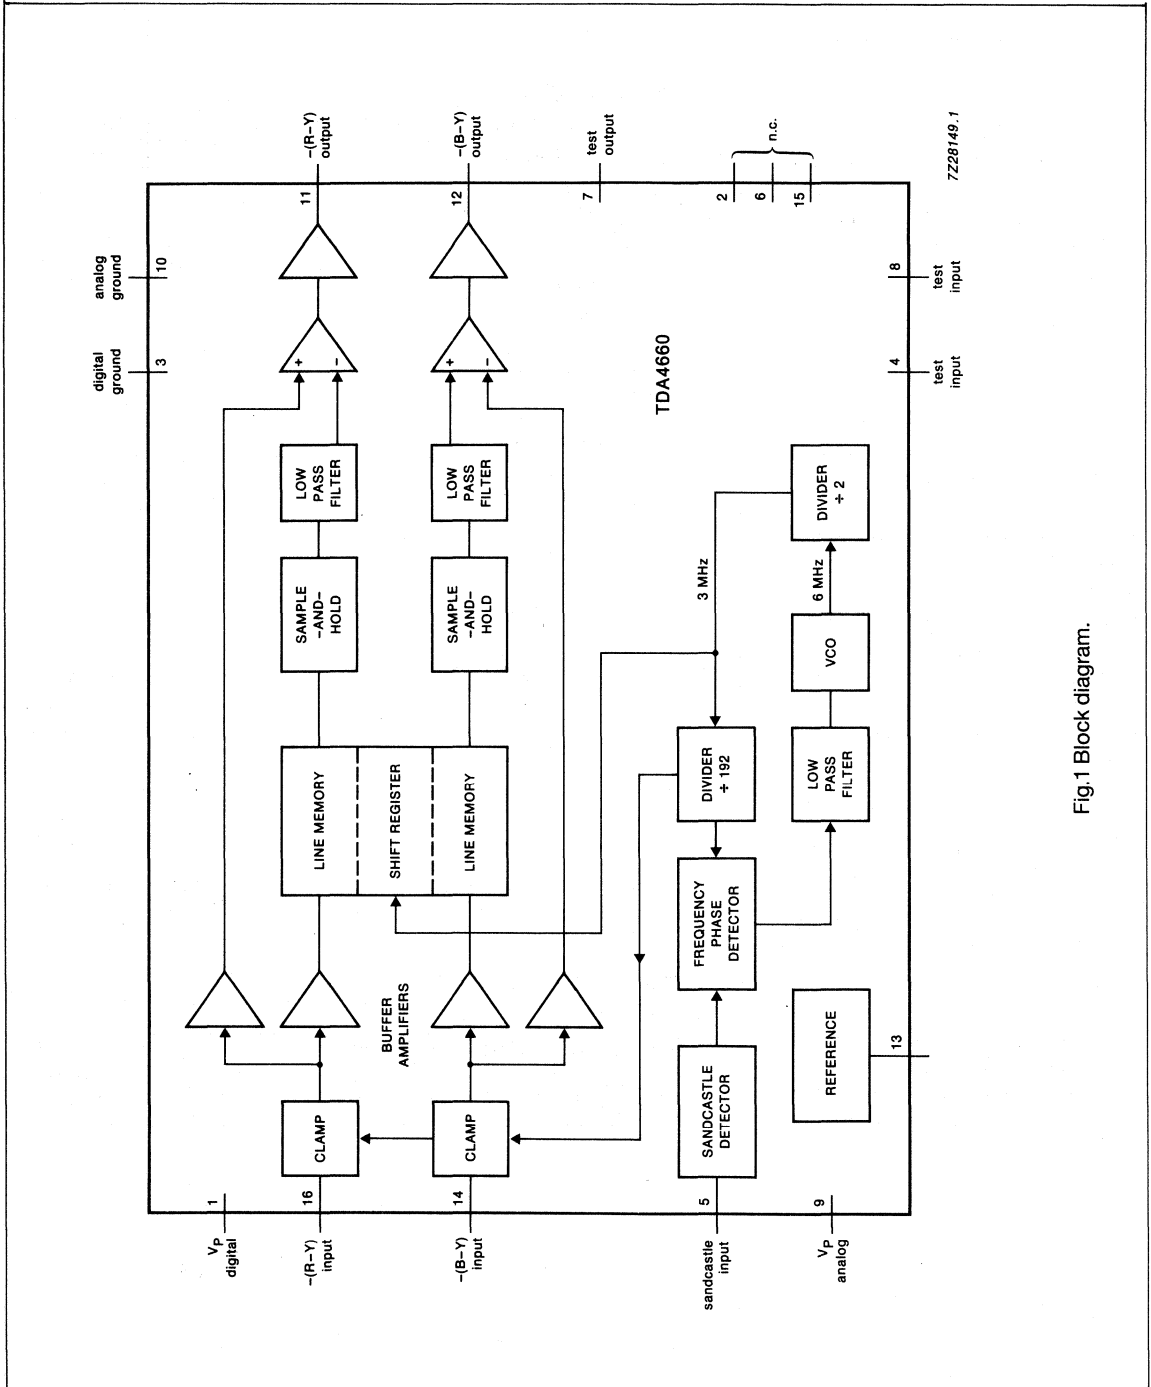 analog
ground
10
digital
ground
3
-(R-Y)
output
11
-(B-Y)
output
12
test
output
7
n.c.
2
6
15
7Z28149.1
8
test
input
4
test
input
TDA4660
+
-
+
-
LOW
PASS
FILTER
LOW
PASS
FILTER
SAMPLE
-AND-
HOLD
SAMPLE
-AND-
HOLD
LINE MEMORY
SHIFT REGISTER
LINE MEMORY
BUFFER
AMPLIFIERS
CLAMP
CLAMP
DIVIDER
÷ 2
3 MHz
6 MHz
VCO
DIVIDER
÷ 192
LOW
PASS
FILTER
FREQUENCY
PHASE
DETECTOR
SANDCASTLE
DETECTOR
REFERENCE
13
1
VP
digital
16
-(R-Y)
input
14
-(B-Y)
input
5
sandcastle
input
9
VP
analog
Fig.1 Block diagram.